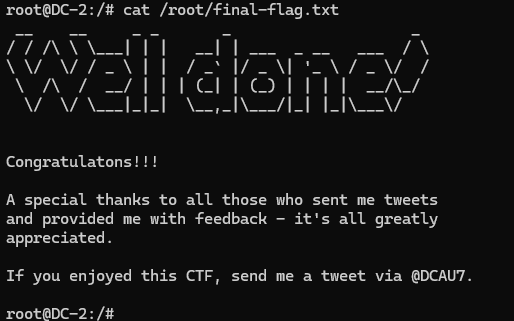 root@DC-2:/# cat /root/final-flag.txt
Well done!
Congratulatons!!!
A special thanks to all those who sent me tweets
and provided me with feedback - it's all greatly
appreciated.
If you enjoyed this CTF, send me a tweet via @DCAU7.
root@DC-2:/#